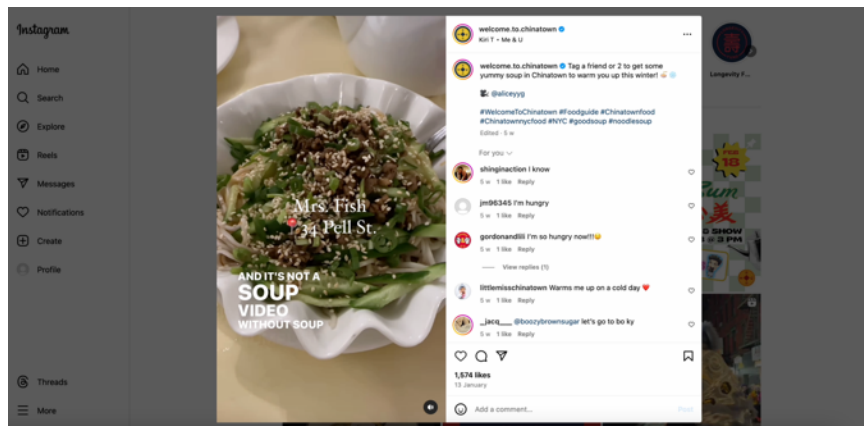 Instagram
Home
Search
Explore
Reels
Messages
Notifications
Create
Profile
Threads
More
Mrs. Fish
📍34 Pell St.
AND IT'S NOT A
SOUP
VIDEO
WITHOUT SOUP
welcome.to.chinatown
Kiri T • Me & U
welcome.to.chinatown Tag a friend or 2 to get some
yummy soup in Chinatown to warm you up this winter! 🍜❄️
@aliceyyg
#WelcomeToChinatown #Foodguide #Chinatownfood
#Chinatownnycfood #NYC #goodsoup #noodlesoup
Edited · 5 w
For you
shinginaction I know
5 w 1 like Reply
jm96345 I'm hungry
5 w 1 like Reply
gordonandlili I'm so hungry now!!!
5 w 1 like Reply
View replies (1)
littlemisschinatown Warms me up on a cold day ❤️
5 w 1 like Reply
_jacq___ @boozybrownsugar let's go to bo ky
5 w 1 like Reply
1,574 likes
13 January
Add a comment...
Post
壽
Longevity F...
FOR
18
美